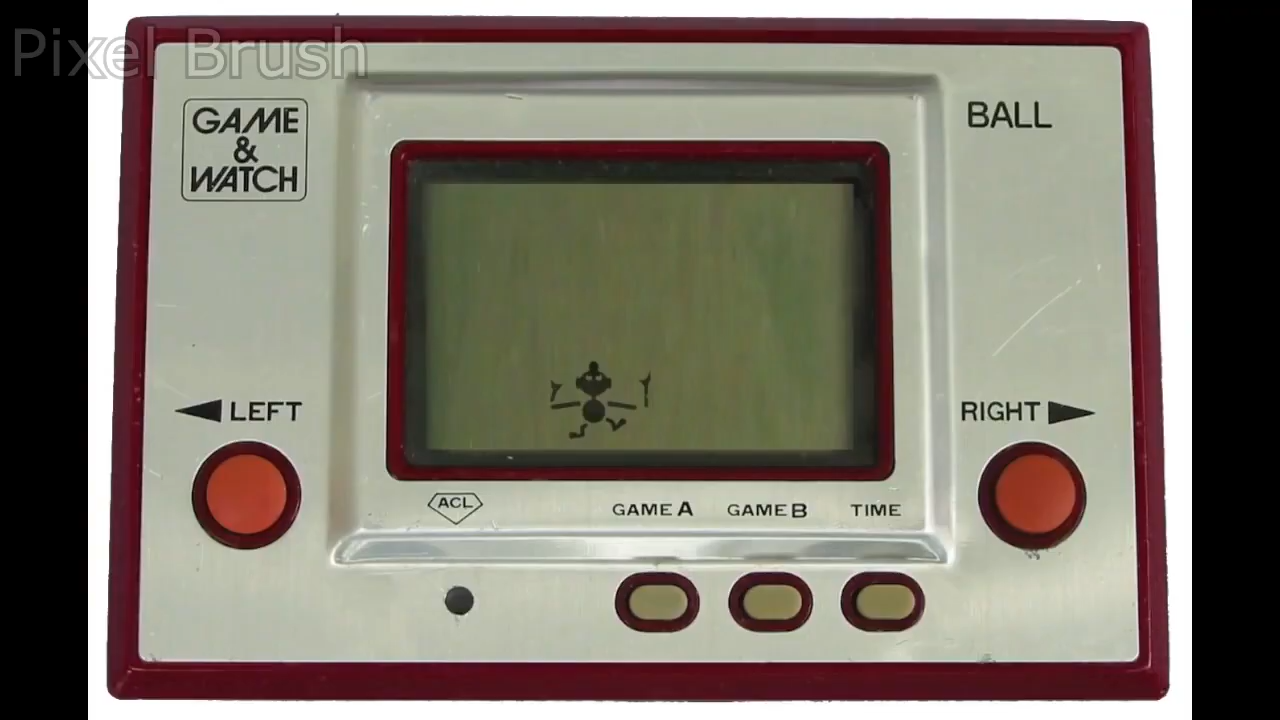 Pixel Brush
GAME
&
WATCH
BALL
LEFT
RIGHT
ACL
GAME A
GAME B
TIME